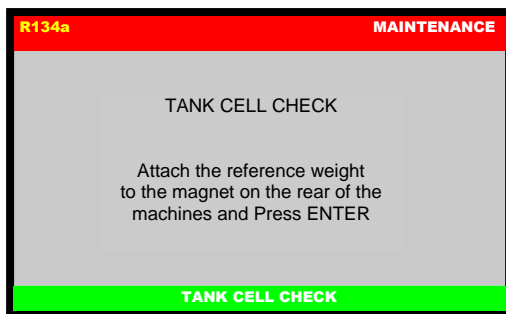 R134a MAINTENANCE
TANK CELL CHECK
Attach the reference weight
to the magnet on the rear of the
machines and Press ENTER
TANK CELL CHECK